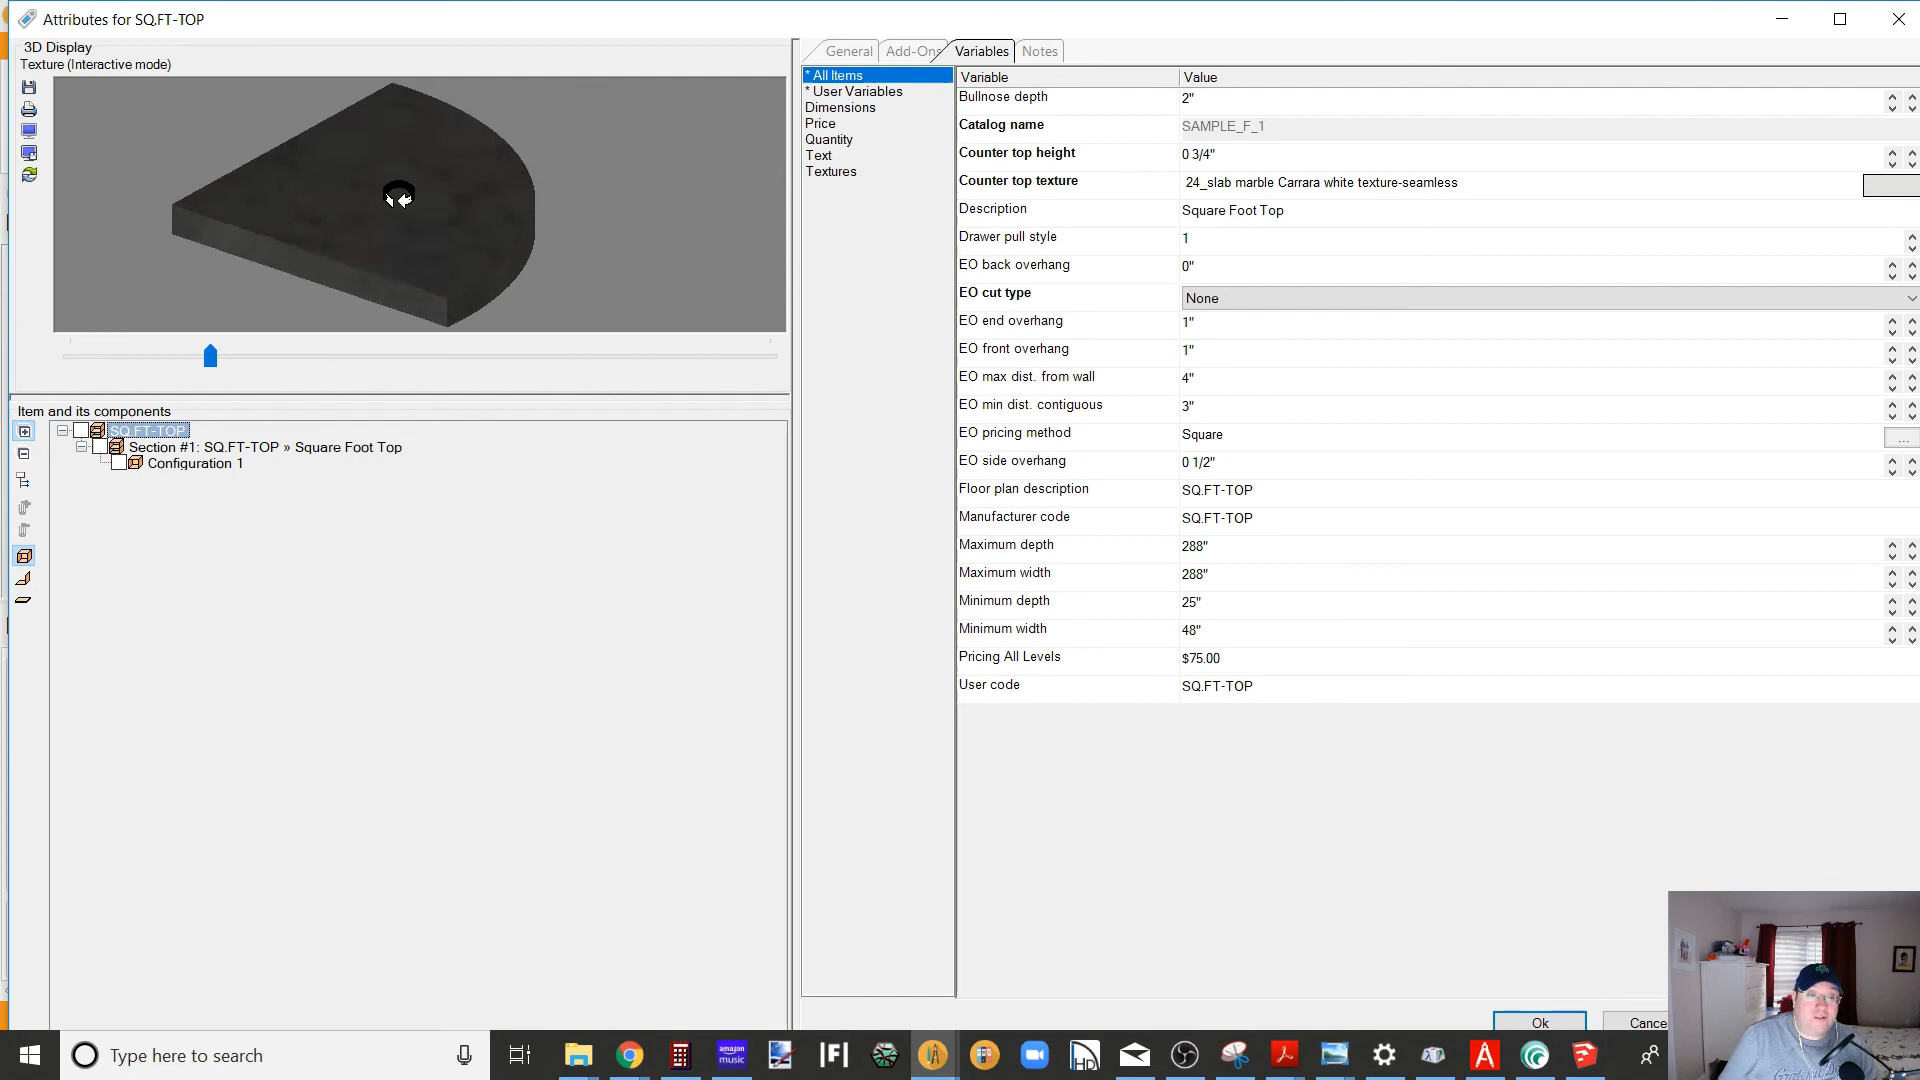 Attributes for SQ.FT-TOP
3D Display
Texture (Interactive mode)
Item and its components
SQ.FT-TOP
Section #1: SQ.FT-TOP » Square Foot Top
Configuration 1
General Add-Ons Variables Notes
* All Items
* User Variables
Dimensions
Price
Quantity
Text
Textures
Variable Value
Bullnose depth 2"
Catalog name SAMPLE_F_1
Counter top height 0 3/4"
Counter top texture 24_slab marble Carrara white texture-seamless
Description Square Foot Top
Drawer pull style 1
EO back overhang 0"
EO cut type None
EO end overhang 1"
EO front overhang 1"
EO max dist. from wall 4"
EO min dist. contiguous 3"
EO pricing method Square ...
EO side overhang 0 1/2"
Floor plan description SQ.FT-TOP
Manufacturer code SQ.FT-TOP
Maximum depth 288"
Maximum width 288"
Minimum depth 25"
Minimum width 48"
Pricing All Levels $75.00
User code SQ.FT-TOP
Ok Cance
Type here to search
amazon music
|F|
HD